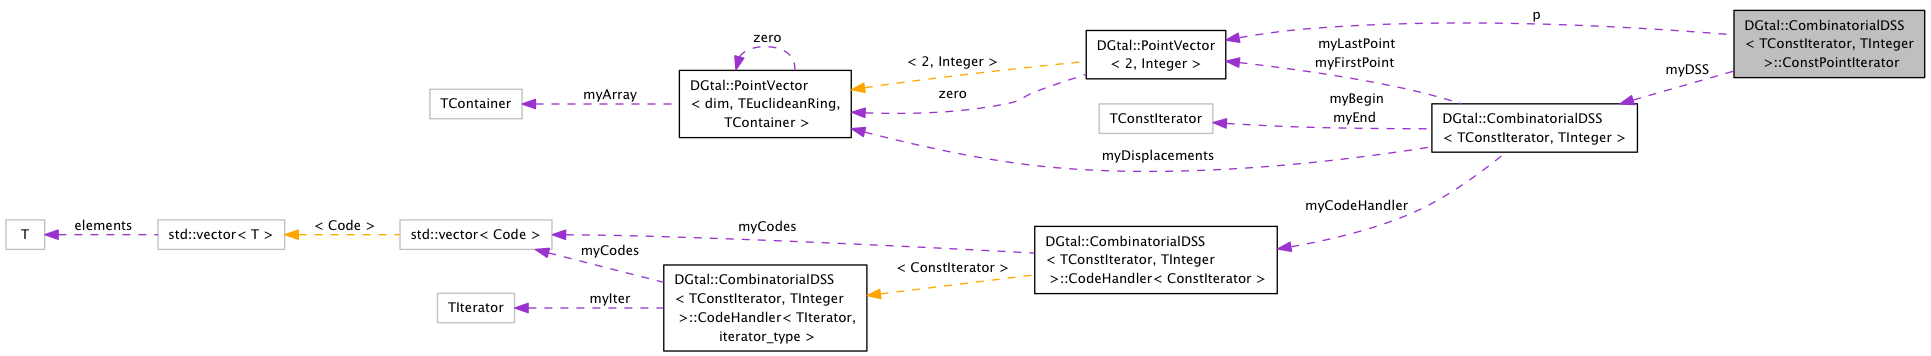 p
DGtal::CombinatorialDSS
< TConstIterator, TInteger
>::ConstPointIterator
zero
DGtal::PointVector
< 2, Integer >
myLastPoint
myFirstPoint
< 2, Integer >
myDSS
TContainer
myArray
DGtal::PointVector
< dim, TEuclideanRing,
TContainer >
zero
TConstIterator
myBegin
myEnd
DGtal::CombinatorialDSS
< TConstIterator, TInteger >
myDisplacements
myCodeHandler
T
elements
std::vector< T >
< Code >
std::vector< Code >
myCodes
DGtal::CombinatorialDSS
< TConstIterator, TInteger
>::CodeHandler< ConstIterator >
myCodes
< ConstIterator >
TIterator
myIter
DGtal::CombinatorialDSS
< TConstIterator, TInteger
>::CodeHandler< TIterator,
iterator_type >